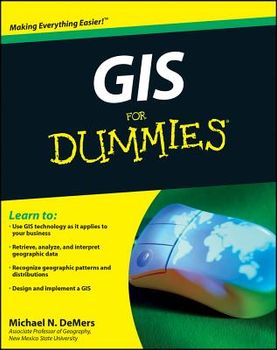 Making Everything Easier!™
GIS
FOR
DUMMIES®
Learn to:
• Use GIS technology as it applies to
your business
• Retrieve, analyze, and interpret
geographic data
• Recognize geographic patterns and
distributions
• Design and implement a GIS
Michael N. DeMers
Associate Professor of Geography,
New Mexico State University